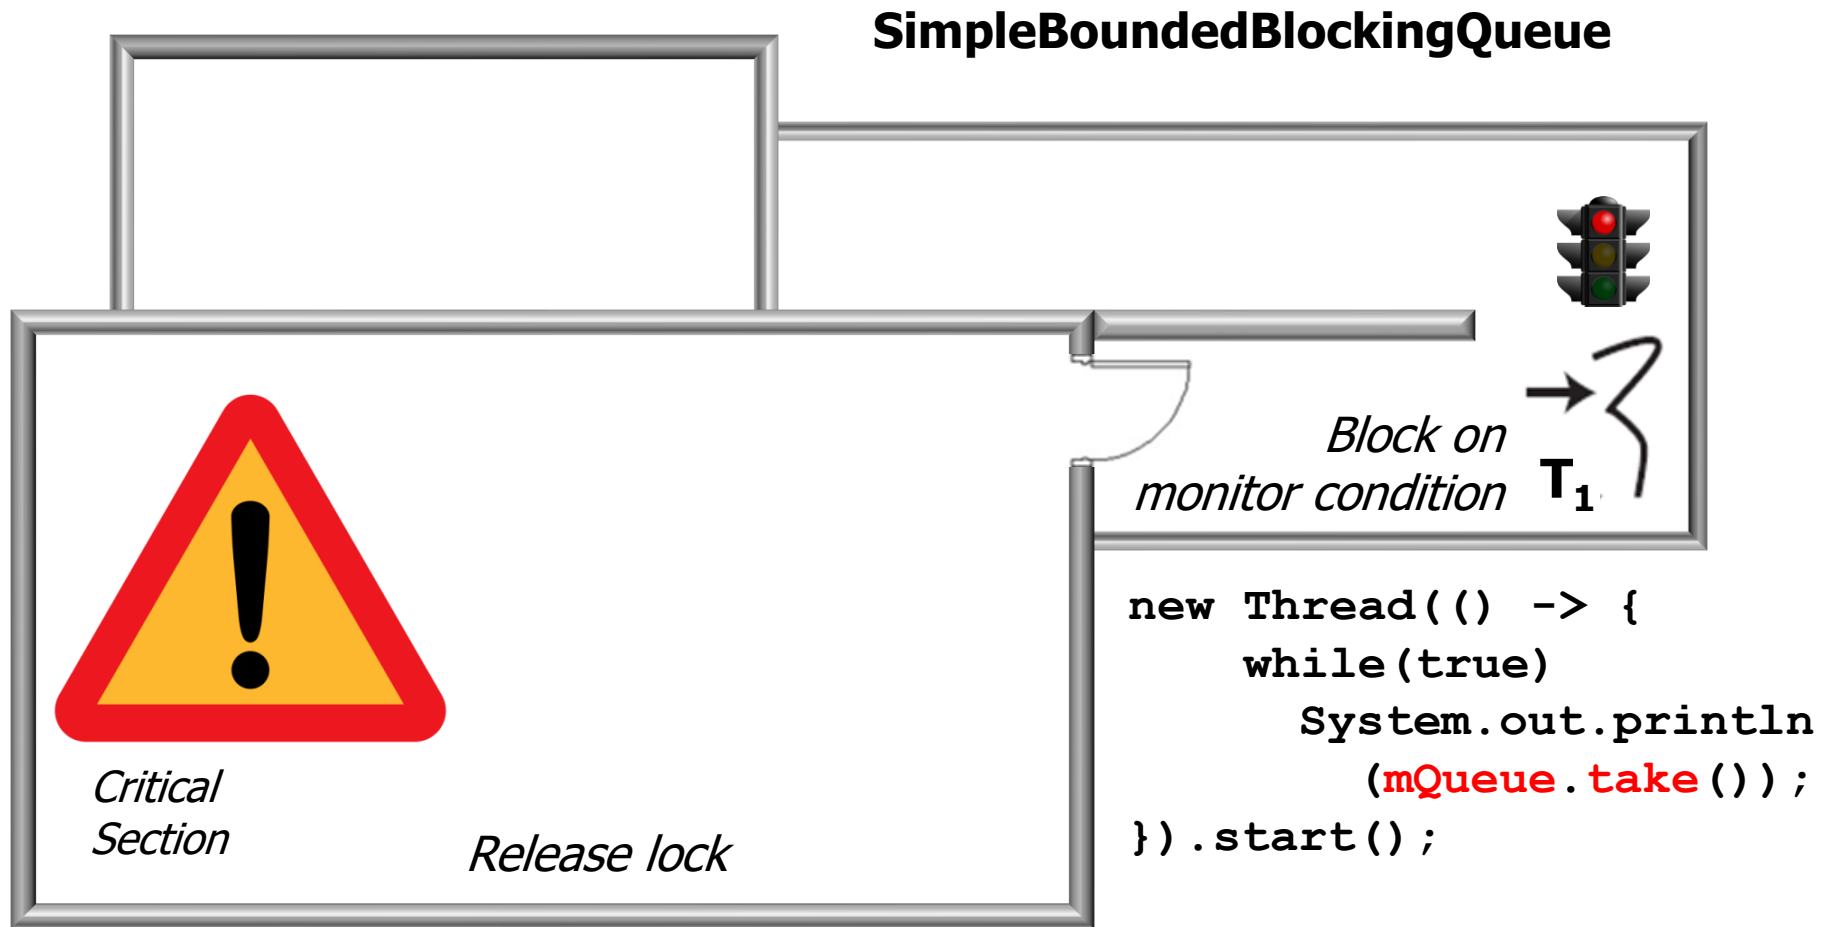 SimpleBoundedBlockingQueue
Block on
monitor condition
T₁
Critical
Section
Release lock
new Thread(() -> {
    while(true)
      System.out.println
        (mQueue.take());
}).start();